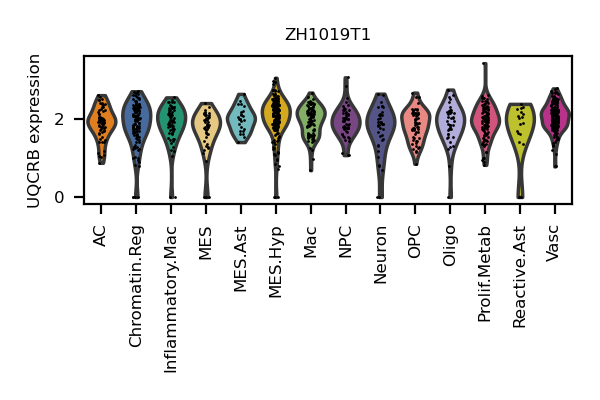 ZH1019T1
UQCRB expression
2
0
AC
Chromatin.Reg
Inflammatory.Mac
MES
MES.Ast
MES.Hyp
Mac
NPC
Neuron
OPC
Oligo
Prolif.Metab
Reactive.Ast
Vasc